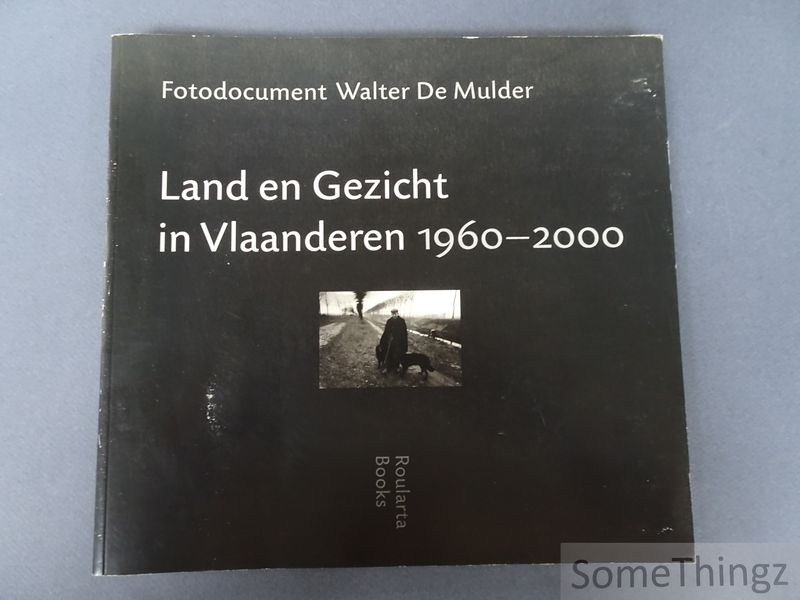 Fotodocument Walter De Mulder
Land en Gezicht
in Vlaanderen 1960–2000
Roularta
Books
SomeThingz